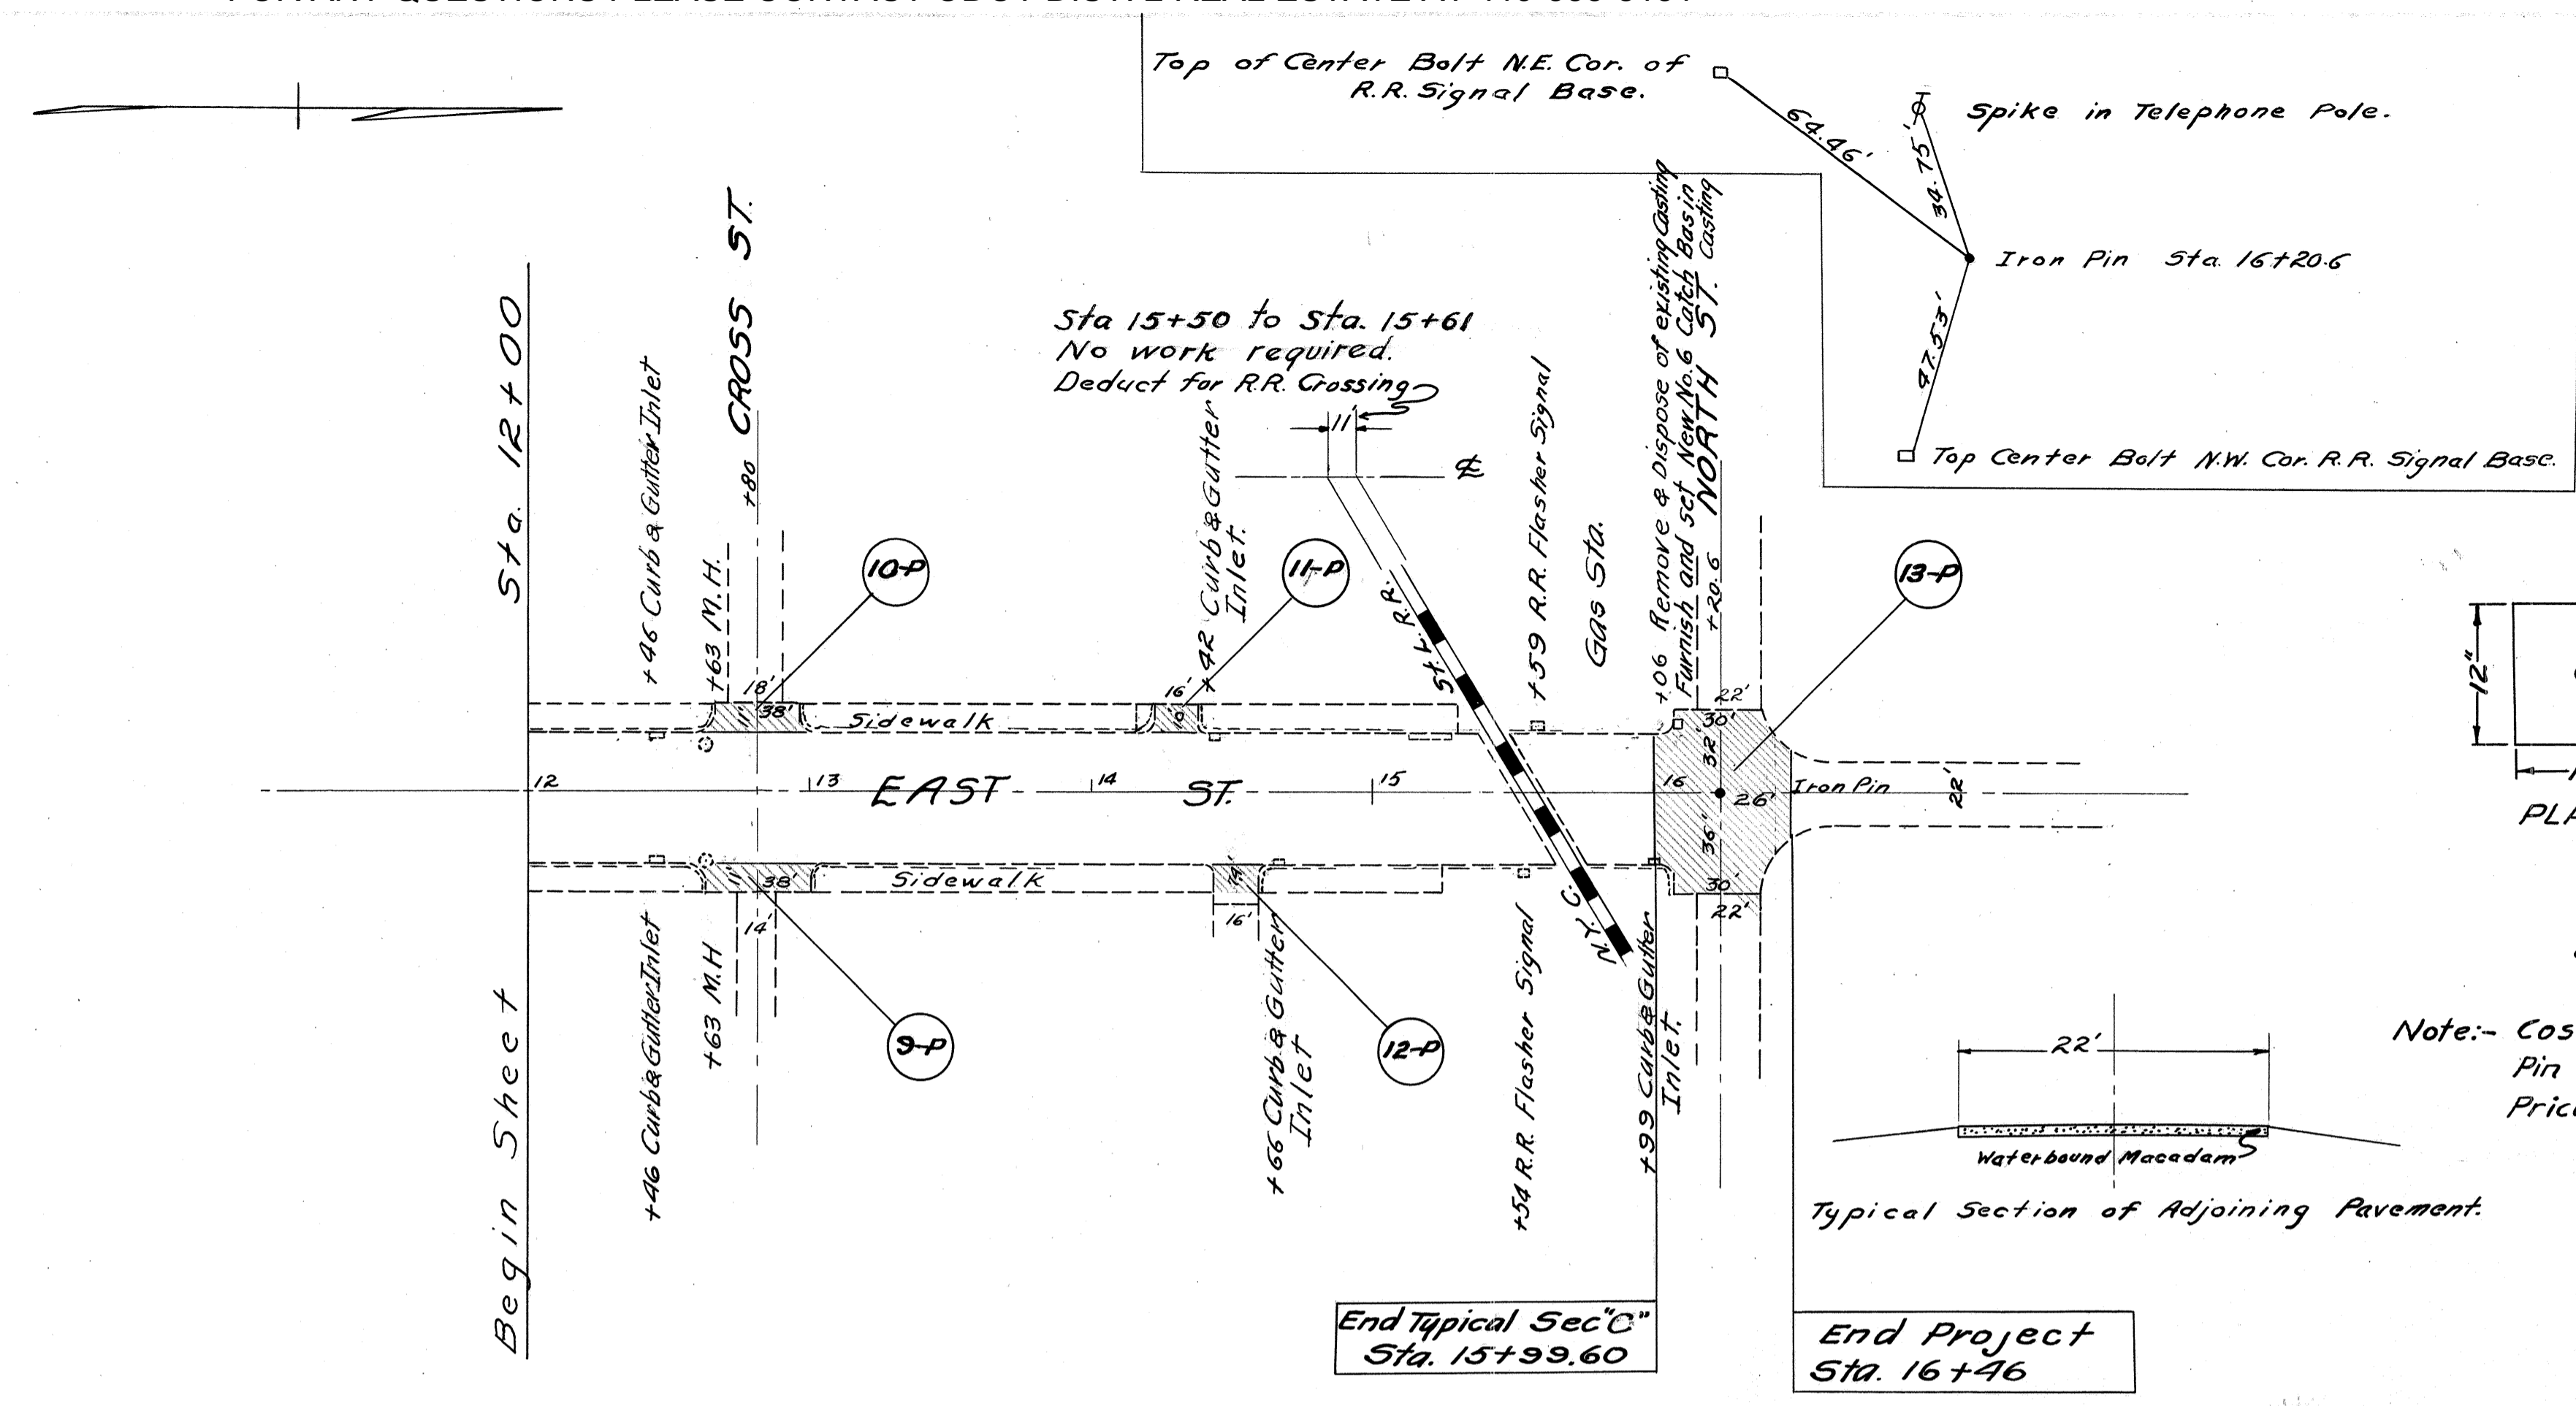 Top of Center Bolt N.E. Cor. of
R.R. Signal Base.
64.46'
34.75'
Spike in Telephone Pole.
Iron Pin Sta. 16+20.6
47.53'
Top Center Bolt N.W. Cor. R.R. Signal Base.
Sta. 12+00
Begin Sheet
+46 Curb & Gutter Inlet
+63 M.H.
CROSS ST.
+80
10-P
Sta 15+50 to Sta. 15+61
No work required.
Deduct for R.R. Crossing
11'
℄
+42 Curb & Gutter
Inlet.
11-P
St. L. R.R.
+59 R.R. Flasher Signal
Gas Sta.
+06 Remove & Dispose of existing Casting
Furnish and set New No. 6 Catch Basin
Casting
NORTH ST.
+20.6
13-P
18'
11'
38'
Sidewalk
16'
10'
22'
30'
32'
12
13
EAST
14
ST.
15
16
26'
Iron Pin
22'
36'
11'
38'
Sidewalk
14'
30'
22'
14'
16'
+46 Curb & Gutter Inlet
+63 M.H
9-P
+66 Curb & Gutter
Inlet
12-P
+54 R.R. Flasher Signal
N.Y.C.
+99 Curb & Gutter
Inlet.
12"
Note:- Cos
Pin
Pric
22'
Waterbound Macadam
Typical Section of Adjoining Pavement.
End Typical Sec "C"
Sta. 15+99.60
End Project
Sta. 16+46